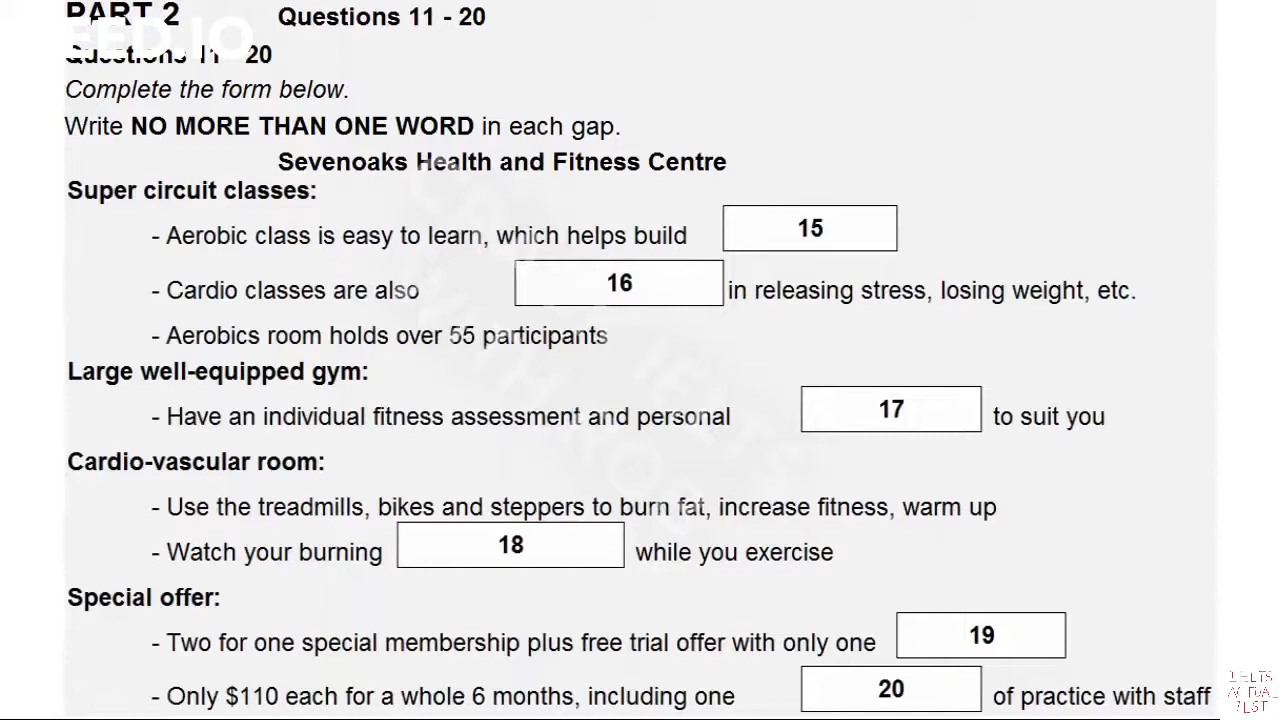 PART 2 Questions 11 - 20
Questions 11 - 20
Complete the form below.
Write NO MORE THAN ONE WORD in each gap.
Sevenoaks Health and Fitness Centre
Super circuit classes:
- Aerobic class is easy to learn, which helps build 15
- Cardio classes are also 16 in releasing stress, losing weight, etc.
- Aerobics room holds over 55 participants
Large well-equipped gym:
- Have an individual fitness assessment and personal 17 to suit you
Cardio-vascular room:
- Use the treadmills, bikes and steppers to burn fat, increase fitness, warm up
- Watch your burning 18 while you exercise
Special offer:
- Two for one special membership plus free trial offer with only one 19
- Only $110 each for a whole 6 months, including one 20 of practice with staff
IELTS
ACTUAL
TEST